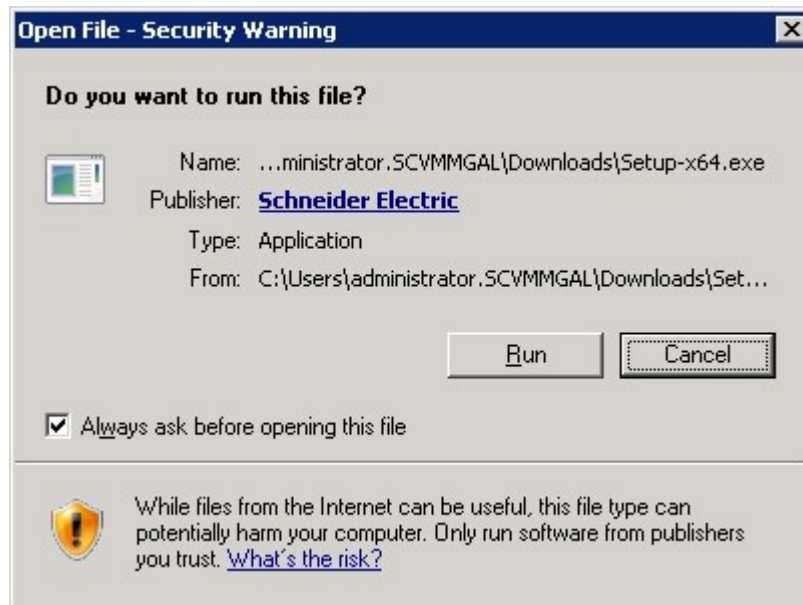 Open File - Security Warning
Do you want to run this file?
Name: ...ministrator.SCVMMGAL\Downloads\Setup-x64.exe
Publisher: Schneider Electric
Type: Application
From: C:\Users\administrator.SCVMMGAL\Downloads\Set...
Run Cancel
Always ask before opening this file
While files from the Internet can be useful, this file type can
potentially harm your computer. Only run software from publishers
you trust. What's the risk?